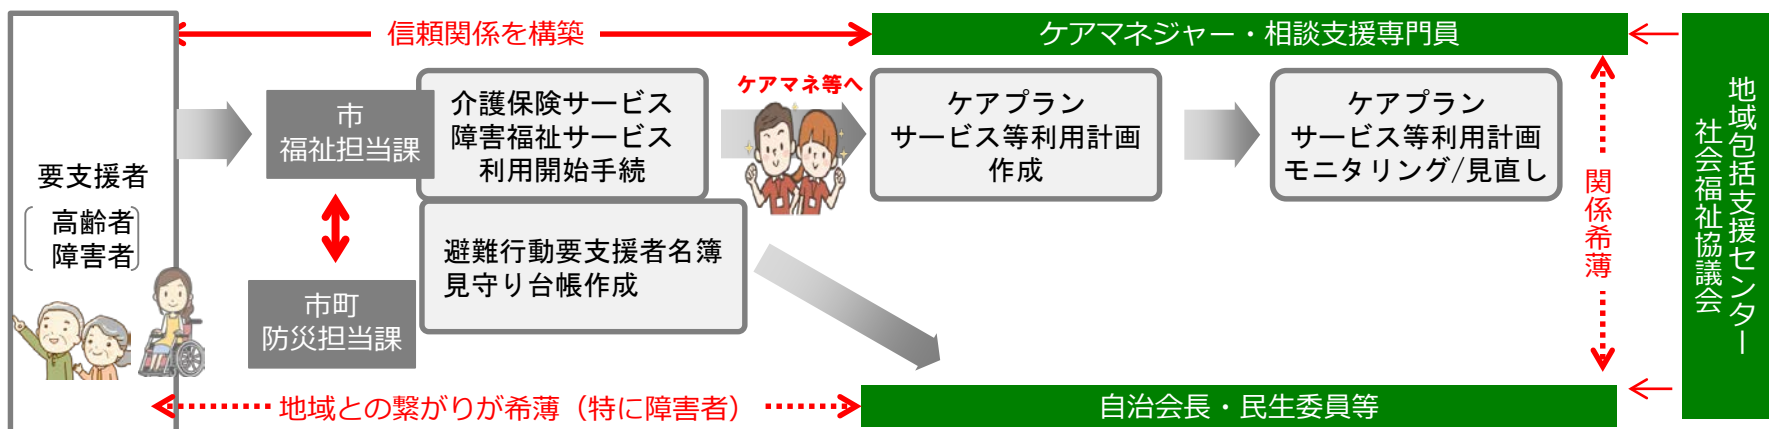 信頼関係を構築
ケアマネジャー・相談支援専門員
要支援者
高齢者
障害者
市
福祉担当課
介護保険サービス
障害福祉サービス
利用開始手続
ケアマネ等へ
ケアプラン
サービス等利用計画
作成
ケアプラン
サービス等利用計画
モニタリング/見直し
市町
防災担当課
避難行動要支援者名簿
見守り台帳作成
関係希薄
地域包括支援センター
社会福祉協議会
地域との繋がりが希薄（特に障害者）
自治会長・民生委員等